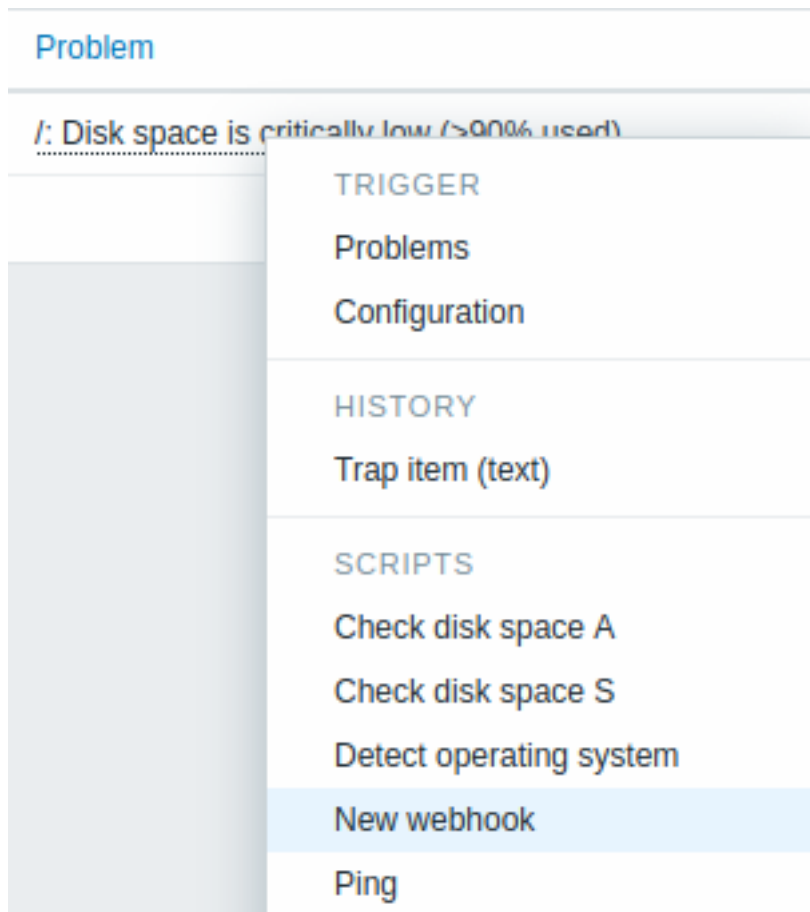 Problem
/: Disk space is critically low (>90% used)
TRIGGER
Problems
Configuration
HISTORY
Trap item (text)
SCRIPTS
Check disk space A
Check disk space S
Detect operating system
New webhook
Ping